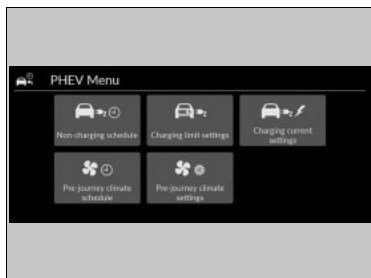 PHEV Menu
Non-charging schedule
Charging limit settings
Charging current
settings
Pre-journey climate
schedule
Pre-journey climate
settings